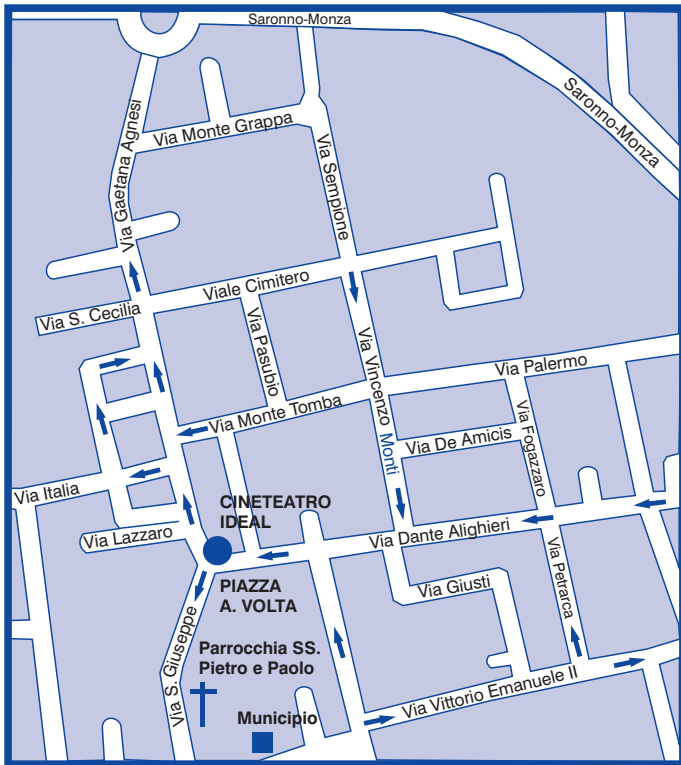 Saronno-Monza
Saronno-Monza
Via Gaetana Agnesi
Via Monte Grappa
Via Sempione
Viale Cimitero
Via S. Cecilia
Via Pasubio
Via Vincenzo Monti
Via Palermo
Via Monte Tomba
Via De Amicis
Via Fogazzaro
Via Italia
CINETEATRO
IDEAL
Via Lazzaro
Via Dante Alighieri
PIAZZA
A. VOLTA
Via Giusti
Via Petrarca
Via S. Giuseppe
Parrocchia SS.
Pietro e Paolo
Via Vittorio Emanuele II
Municipio